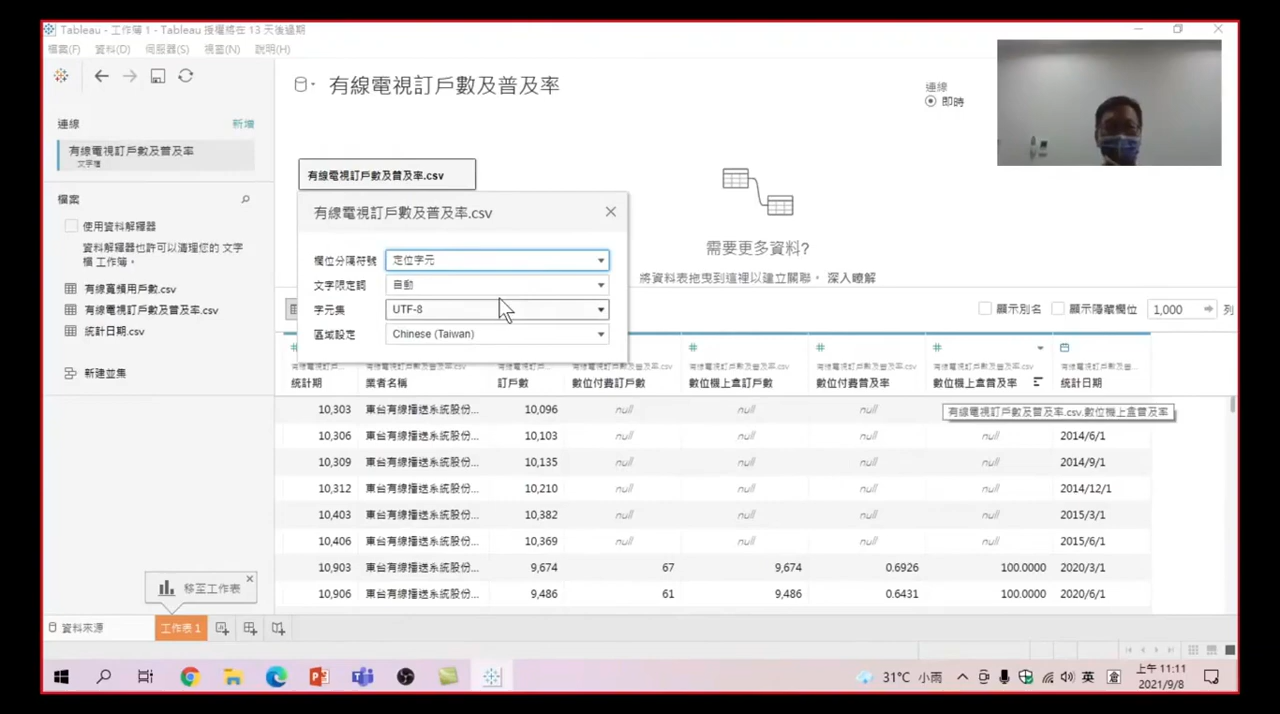 Tableau - 工作簿 1 - Tableau 授權將在 13 天後過期
檔案(F) 資料(D) 伺服器(S) 視窗(N) 說明(H)
有線電視訂戶數及普及率
連線
即時
連線 新增
有線電視訂戶數及普及率
文字檔
檔案
使用資料解釋器
資料解釋器也許可以清理您的 文字
檔 工作簿。
有線寬頻用戶數.csv
有線電視訂戶數及普及率.csv
統計日期.csv
新建並集
有線電視訂戶數及普及率.csv
有線電視訂戶數及普及率.csv
欄位分隔符號 定位字元
文字限定詞 自動
字元集 UTF-8
區域設定 Chinese (Taiwan)
需要更多資料?
將資料表拖曳到這裡以建立關聯。 深入瞭解
顯示別名 顯示隱藏欄位 1,000 列
統計期 業者名稱 訂戶數 數位付費訂戶數 數位機上盒訂戶數 數位付費普及率 數位機上盒普及率 統計日期
有線電視訂戶數及普及率.csv.數位機上盒普及率
10,303 東台有線播送系統股份... 10,096 null null null
10,306 東台有線播送系統股份... 10,103 null null null null 2014/6/1
10,309 東台有線播送系統股份... 10,135 null null null null 2014/9/1
10,312 東台有線播送系統股份... 10,210 null null null null 2014/12/1
10,403 東台有線播送系統股份... 10,382 null null null null 2015/3/1
10,406 東台有線播送系統股份... 10,369 null null null null 2015/6/1
10,903 東台有線播送系統股份... 9,674 67 9,674 0.6926 100.0000 2020/3/1
10,906 東台有線播送系統股份... 9,486 61 9,486 0.6431 100.0000 2020/6/1
移至工作表
資料來源 工作表 1
31°C 小雨 英 倉 上午 11:11
2021/9/8